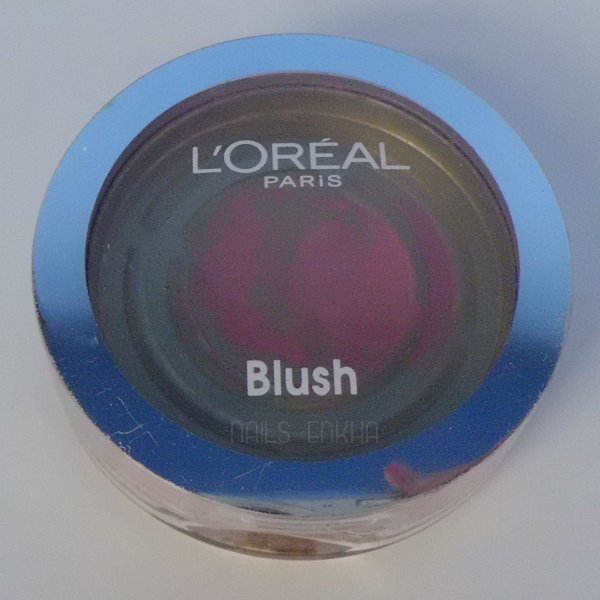 L'ORÉAL
PARIS
Blush
NAILS ENKHA